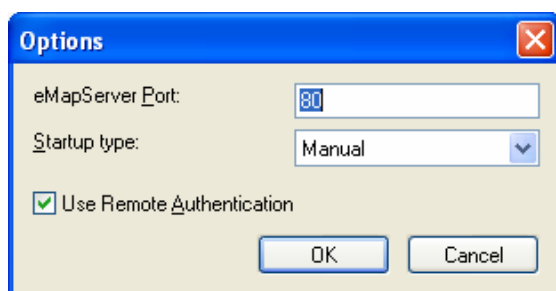 Options
eMapServer Port: 80
Startup type: Manual
Use Remote Authentication
OK Cancel